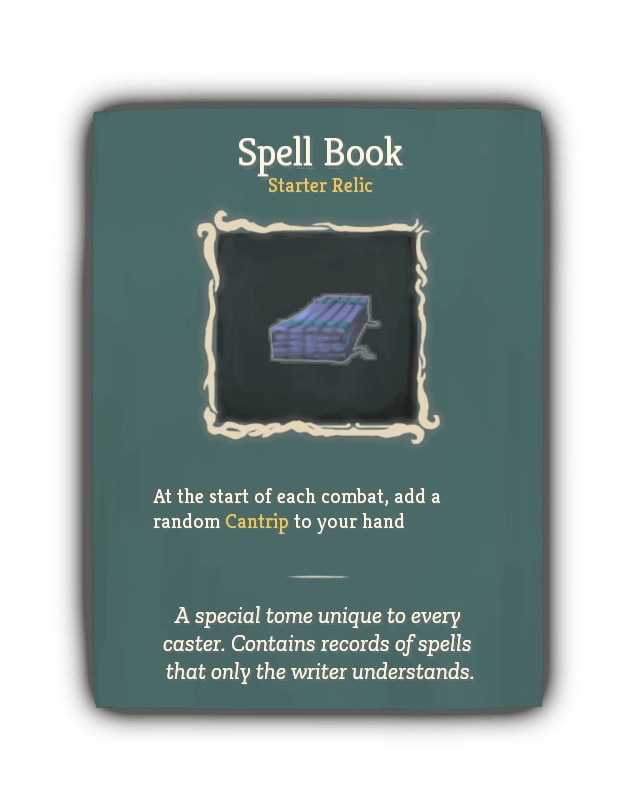 Spell Book
Starter Relic
At the start of each combat, add a
random Cantrip to your hand
A special tome unique to every
caster. Contains records of spells
that only the writer understands.